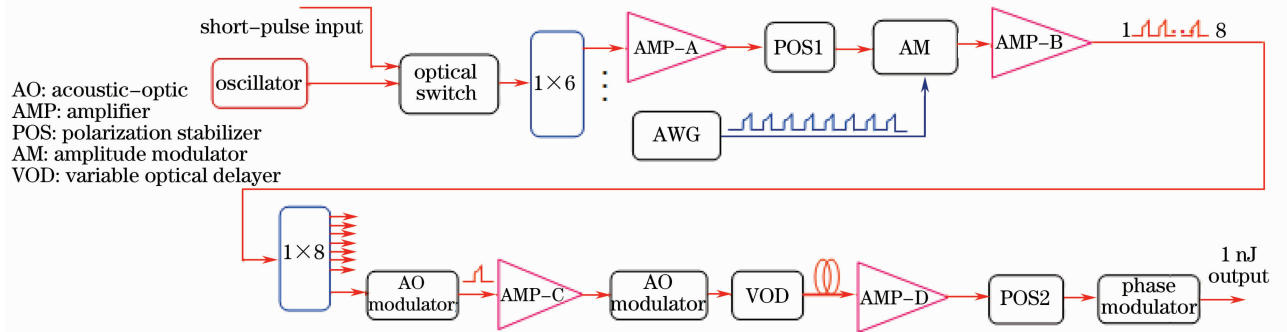 short-pulse input
oscillator
optical
switch
1×6
AMP-A
POS1
AM
AMP-B
1
8
AWG
AO: acoustic-optic
AMP: amplifier
POS: polarization stabilizer
AM: amplitude modulator
VOD: variable optical delayer
1×8
AO
modulator
AMP-C
AO
modulator
VOD
AMP-D
POS2
phase
modulator
1 nJ
output